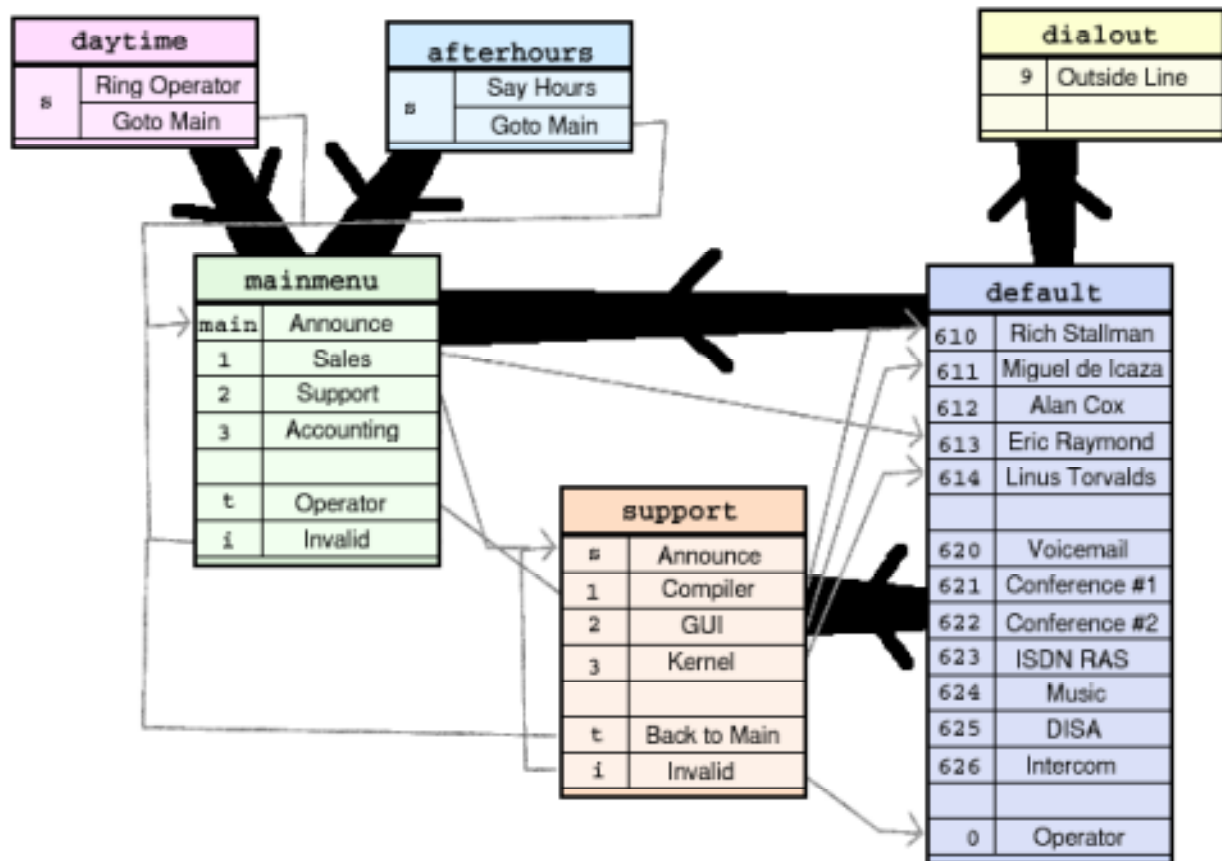 daytime
s
Ring Operator
Goto Main
afterhours
s
Say Hours
Goto Main
dialout
9 Outside Line
mainmenu
main Announce
1 Sales
2 Support
3 Accounting
t Operator
i Invalid
support
s Announce
1 Compiler
2 GUI
3 Kernel
t Back to Main
i Invalid
default
610 Rich Stallman
611 Miguel de Icaza
612 Alan Cox
613 Eric Raymond
614 Linus Torvalds
620 Voicemail
621 Conference #1
622 Conference #2
623 ISDN RAS
624 Music
625 DISA
626 Intercom
0 Operator